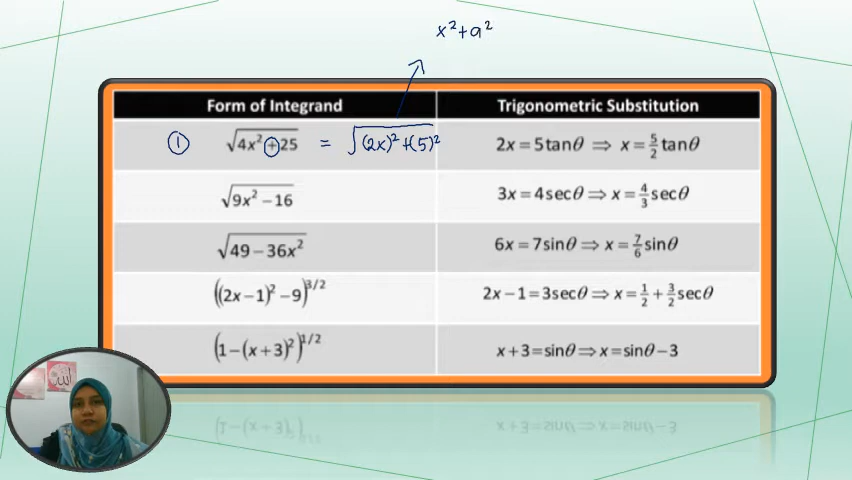 x² + a²
Form of Integrand Trigonometric Substitution
① √(4x² + 25) = √((2x)² + (5)²) 2x = 5tanθ ⇒ x = 5/2 tanθ
√(9x² − 16) 3x = 4secθ ⇒ x = 4/3 secθ
√(49 − 36x²) 6x = 7sinθ ⇒ x = 7/6 sinθ
((2x − 1)² − 9)^3/2 2x − 1 = 3secθ ⇒ x = 1/2 + 3/2 secθ
(1 − (x + 3)²)^1/2 x + 3 = sinθ ⇒ x = sinθ − 3
الله